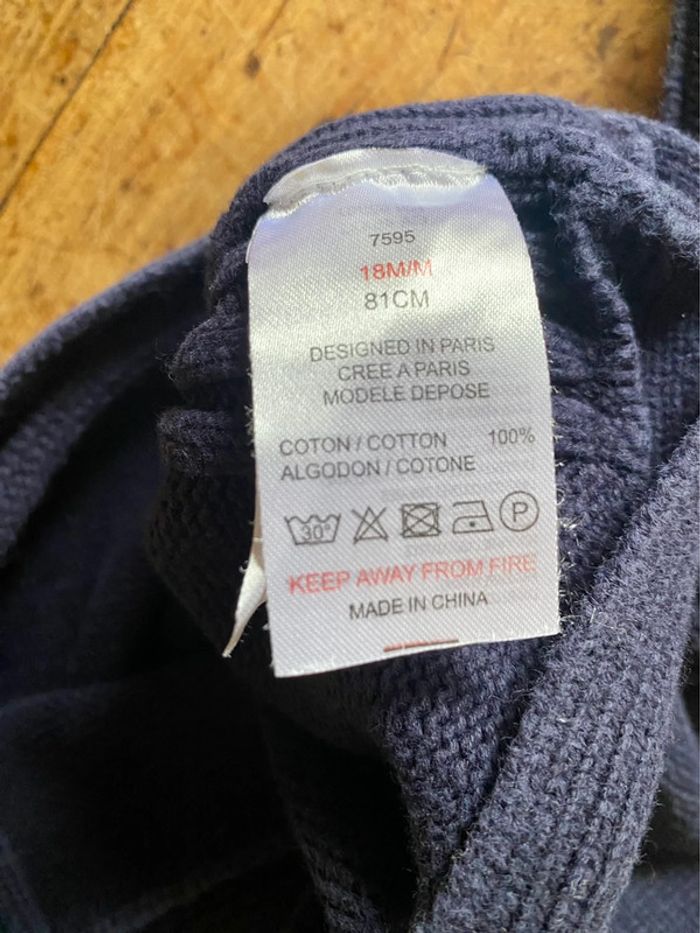 7595
18M/M
81CM
DESIGNED IN PARIS
CREE A PARIS
MODELE DEPOSE
COTON / COTTON 100%
ALGODON / COTONE
30°
P
KEEP AWAY FROM FIRE
MADE IN CHINA